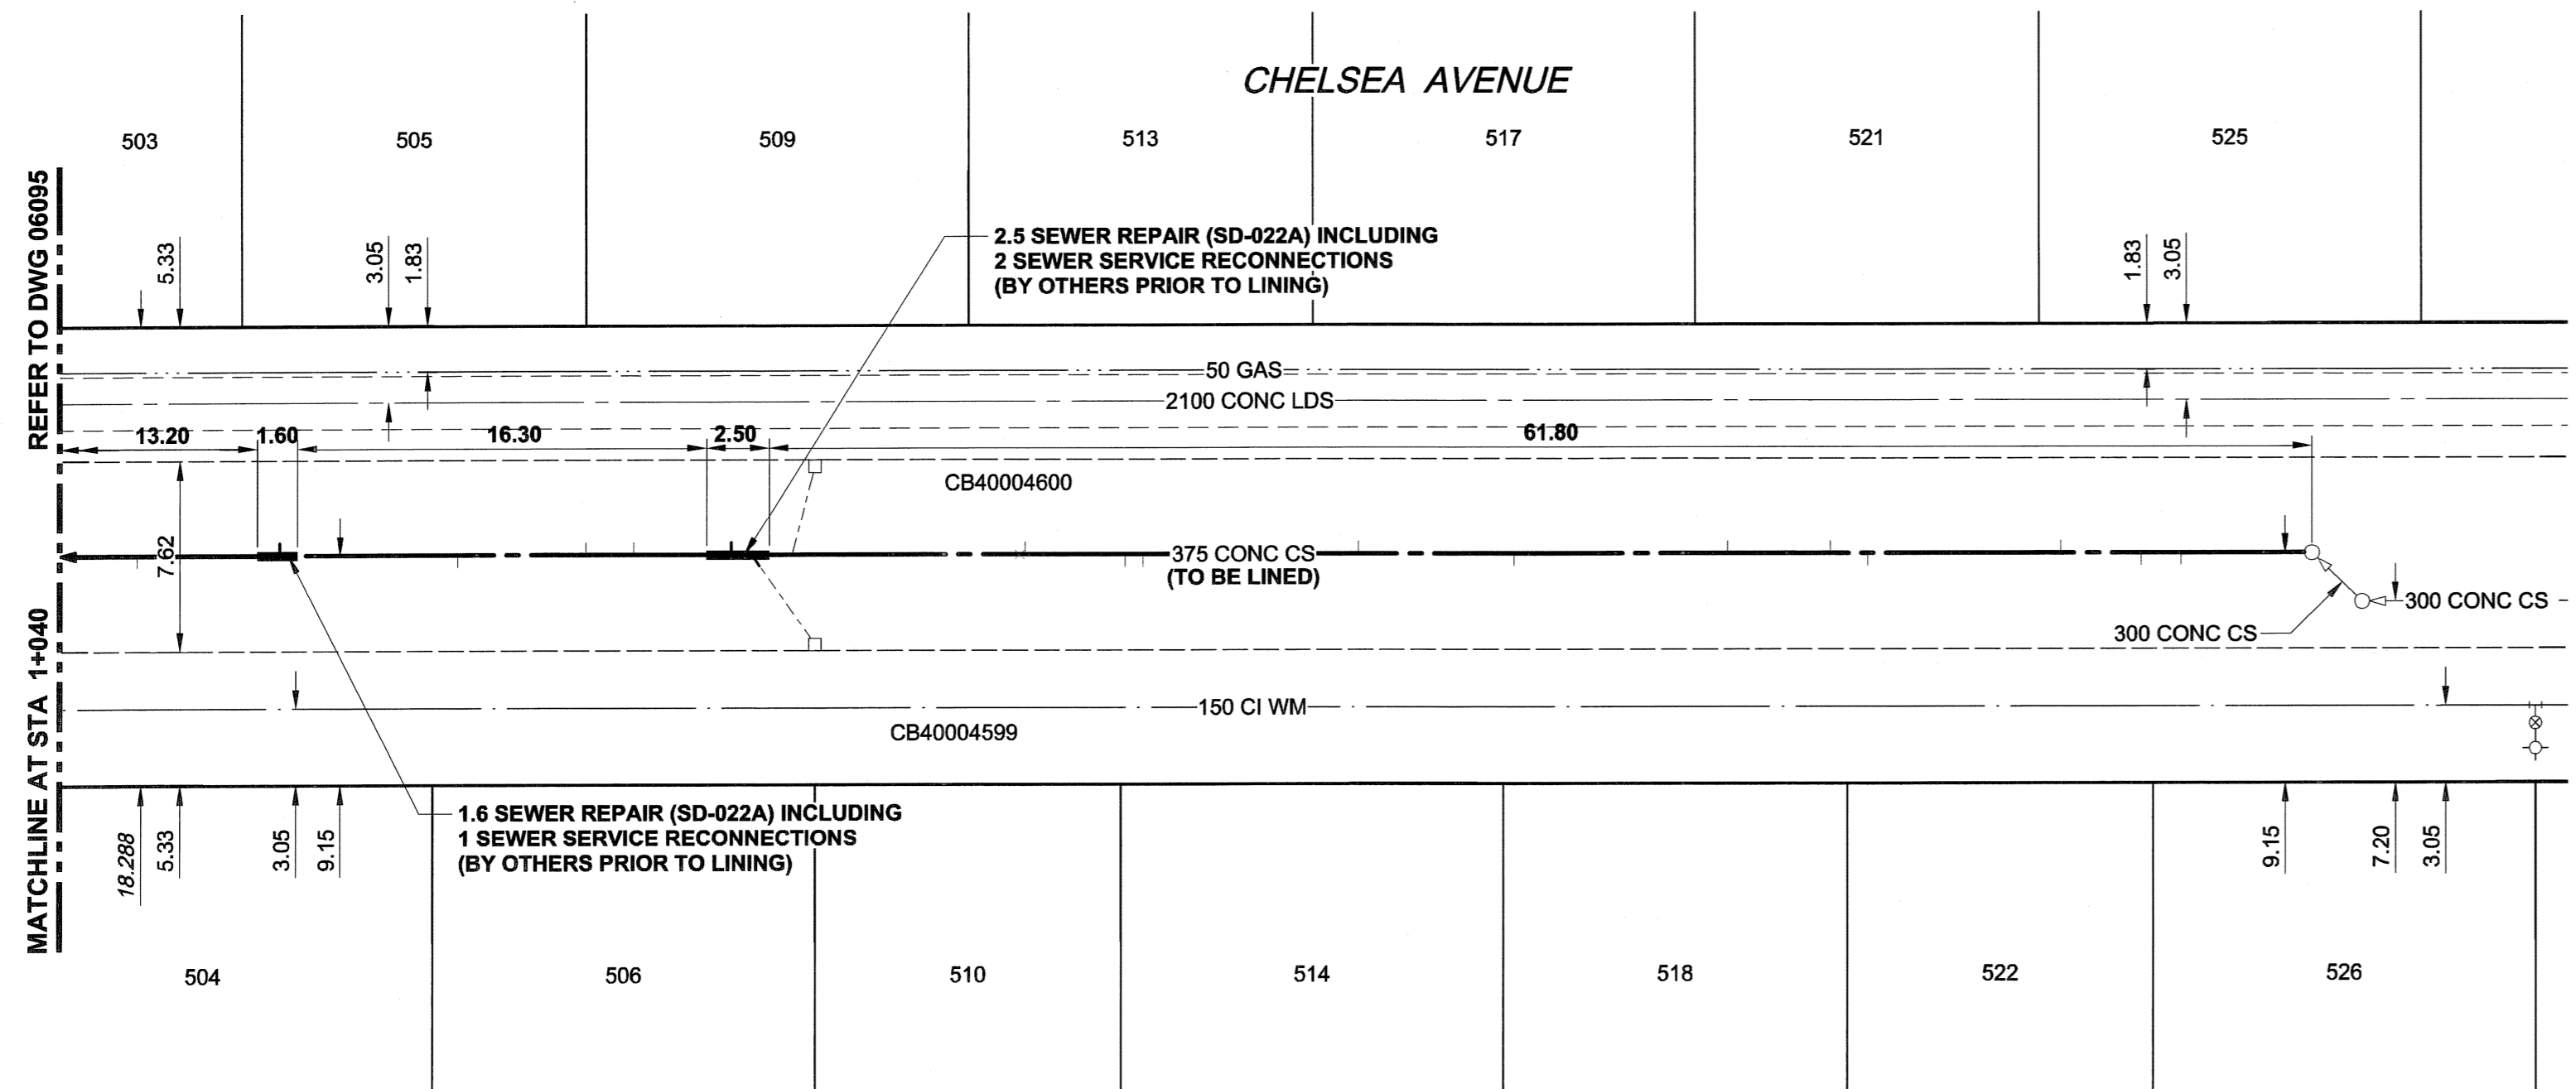 CHELSEA AVENUE
503
505
509
513
517
521
525
REFER TO DWG 06095
MATCHLINE AT STA 1+040
5.33
3.05
1.83
2.5 SEWER REPAIR (SD-022A) INCLUDING
2 SEWER SERVICE RECONNECTIONS
(BY OTHERS PRIOR TO LINING)
1.83
3.05
50 GAS
2100 CONC LDS
13.20
1.60
16.30
2.50
61.80
CB40004600
7.62
375 CONC CS
(TO BE LINED)
300 CONC CS
300 CONC CS
150 CI WM
CB40004599
1.6 SEWER REPAIR (SD-022A) INCLUDING
1 SEWER SERVICE RECONNECTIONS
(BY OTHERS PRIOR TO LINING)
18.288
5.33
3.05
9.15
9.15
7.20
3.05
504
506
510
514
518
522
526